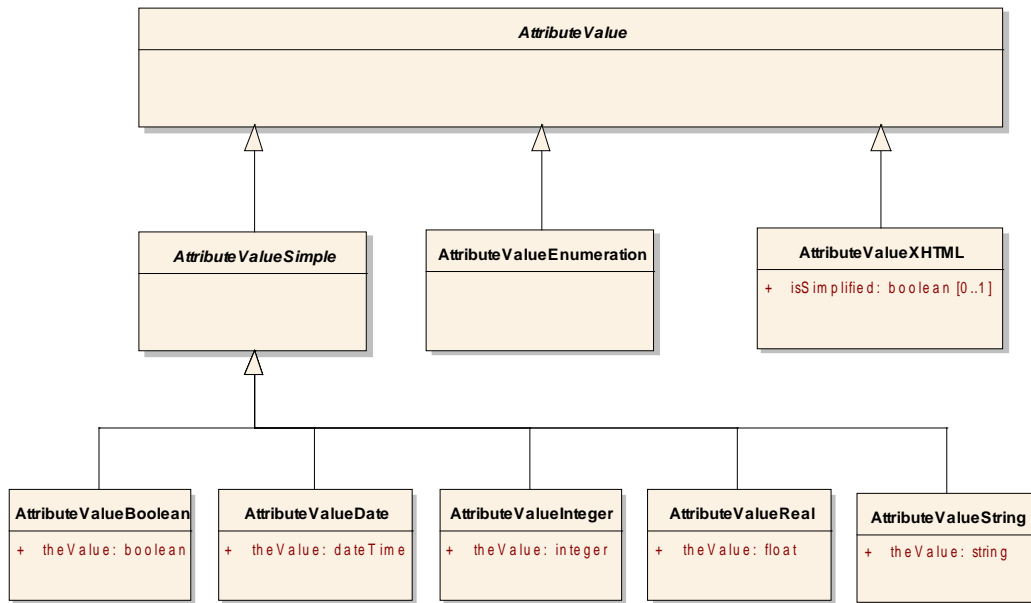 AttributeValue
AttributeValueSimple
AttributeValueEnumeration
AttributeValueXHTML
+ isSimplified: boolean [0..1]
AttributeValueBoolean
+ theValue: boolean
AttributeValueDate
+ theValue: dateTime
AttributeValueInteger
+ theValue: integer
AttributeValueReal
+ theValue: float
AttributeValueString
+ theValue: string